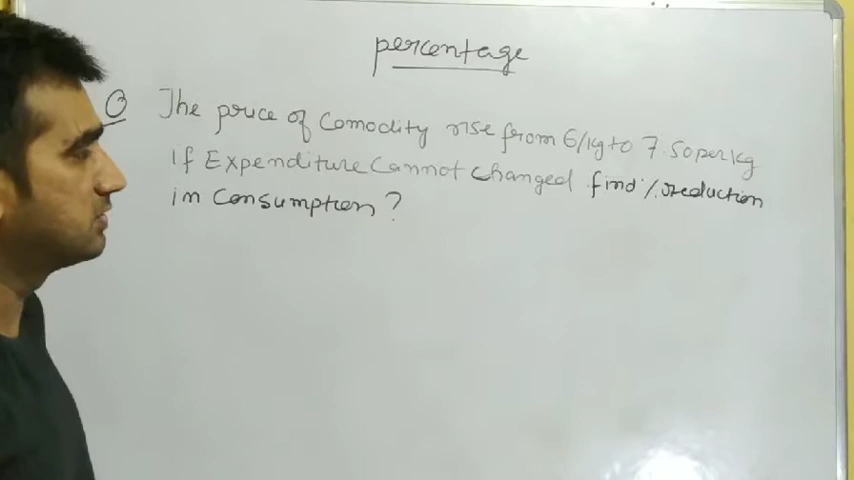 percentage
Q The price of Comodity rise from 6/kg to 7.50 per kg
if Expenditure Cannot changed find % reduction
in Consumption ?